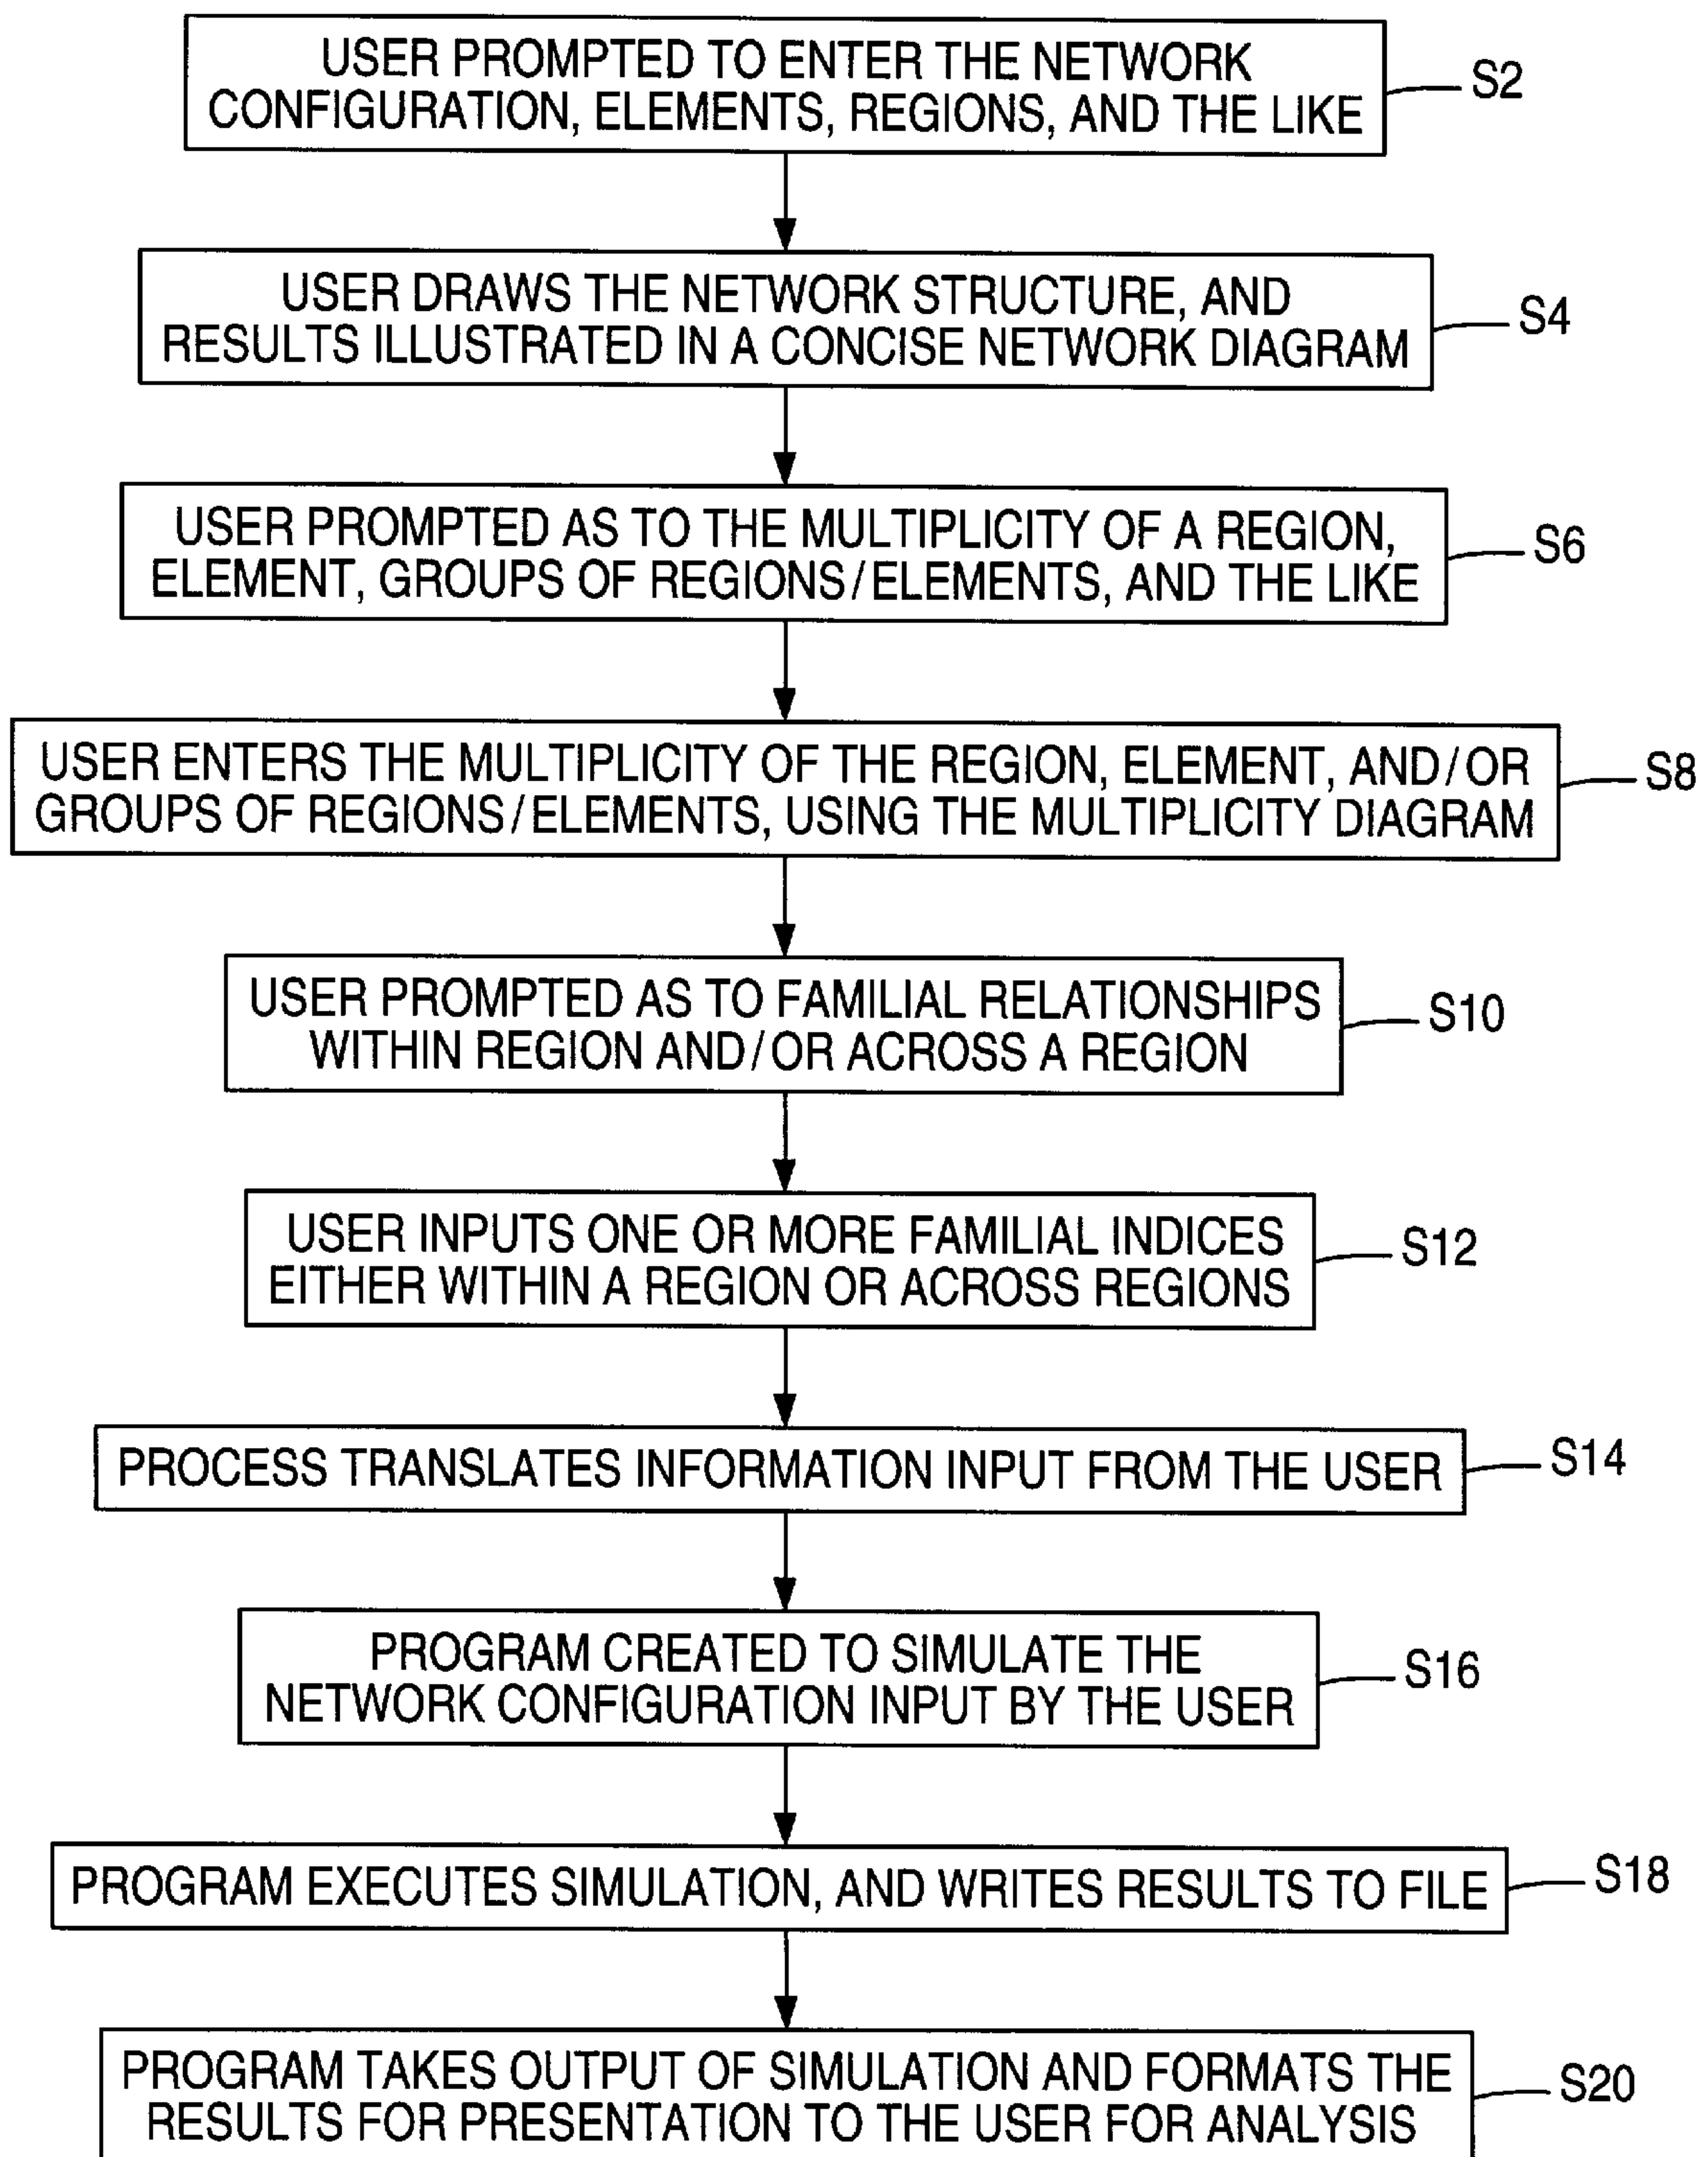 USER PROMPTED TO ENTER THE NETWORK
CONFIGURATION, ELEMENTS, REGIONS, AND THE LIKE
S2
USER DRAWS THE NETWORK STRUCTURE, AND
RESULTS ILLUSTRATED IN A CONCISE NETWORK DIAGRAM
S4
USER PROMPTED AS TO THE MULTIPLICITY OF A REGION,
ELEMENT, GROUPS OF REGIONS/ELEMENTS, AND THE LIKE
S6
USER ENTERS THE MULTIPLICITY OF THE REGION, ELEMENT, AND/OR
GROUPS OF REGIONS/ELEMENTS, USING THE MULTIPLICITY DIAGRAM
S8
USER PROMPTED AS TO FAMILIAL RELATIONSHIPS
WITHIN REGION AND/OR ACROSS A REGION
S10
USER INPUTS ONE OR MORE FAMILIAL INDICES
EITHER WITHIN A REGION OR ACROSS REGIONS
S12
PROCESS TRANSLATES INFORMATION INPUT FROM THE USER
S14
PROGRAM CREATED TO SIMULATE THE
NETWORK CONFIGURATION INPUT BY THE USER
S16
PROGRAM EXECUTES SIMULATION, AND WRITES RESULTS TO FILE
S18
PROGRAM TAKES OUTPUT OF SIMULATION AND FORMATS THE
RESULTS FOR PRESENTATION TO THE USER FOR ANALYSIS
S20